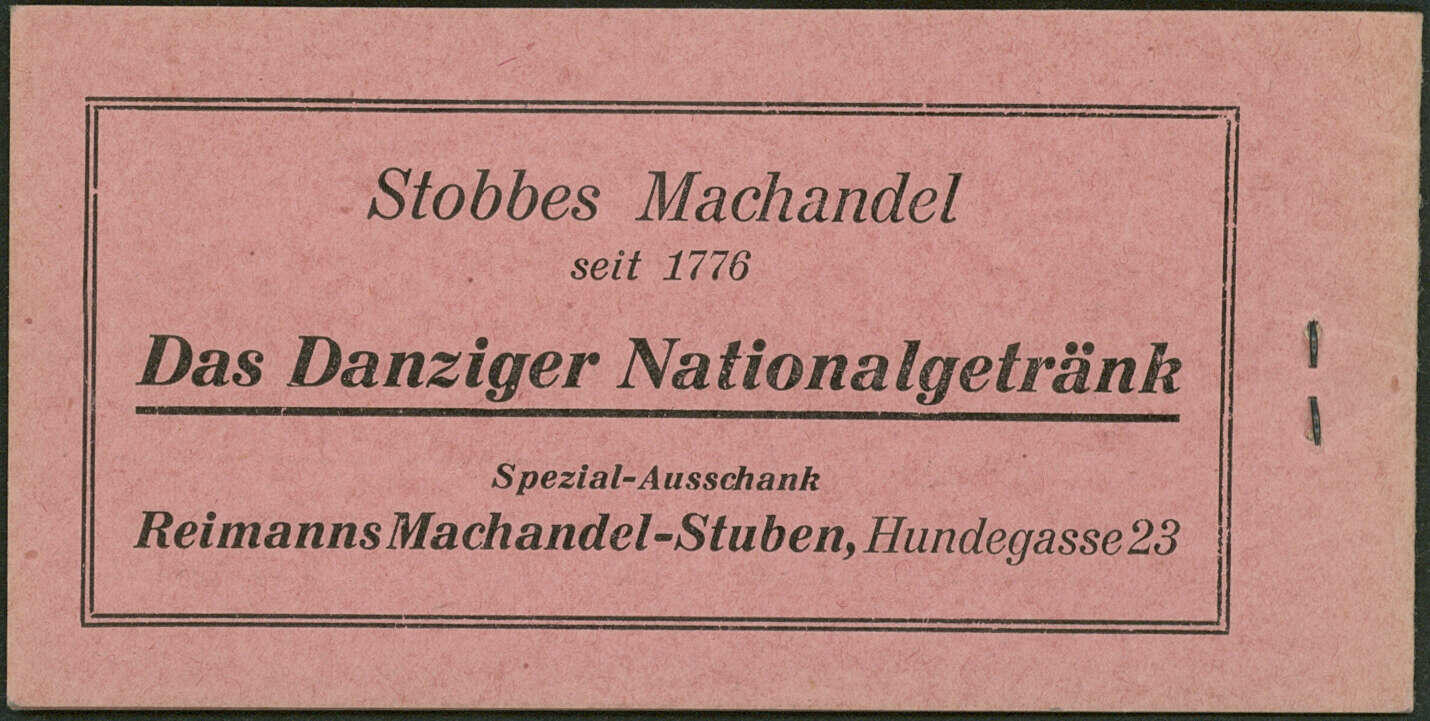 Stobbes Machandel
seit 1776
Das Danziger Nationalgetränk
Spezial-Ausschank
Reimanns Machandel-Stuben, Hundegasse 23